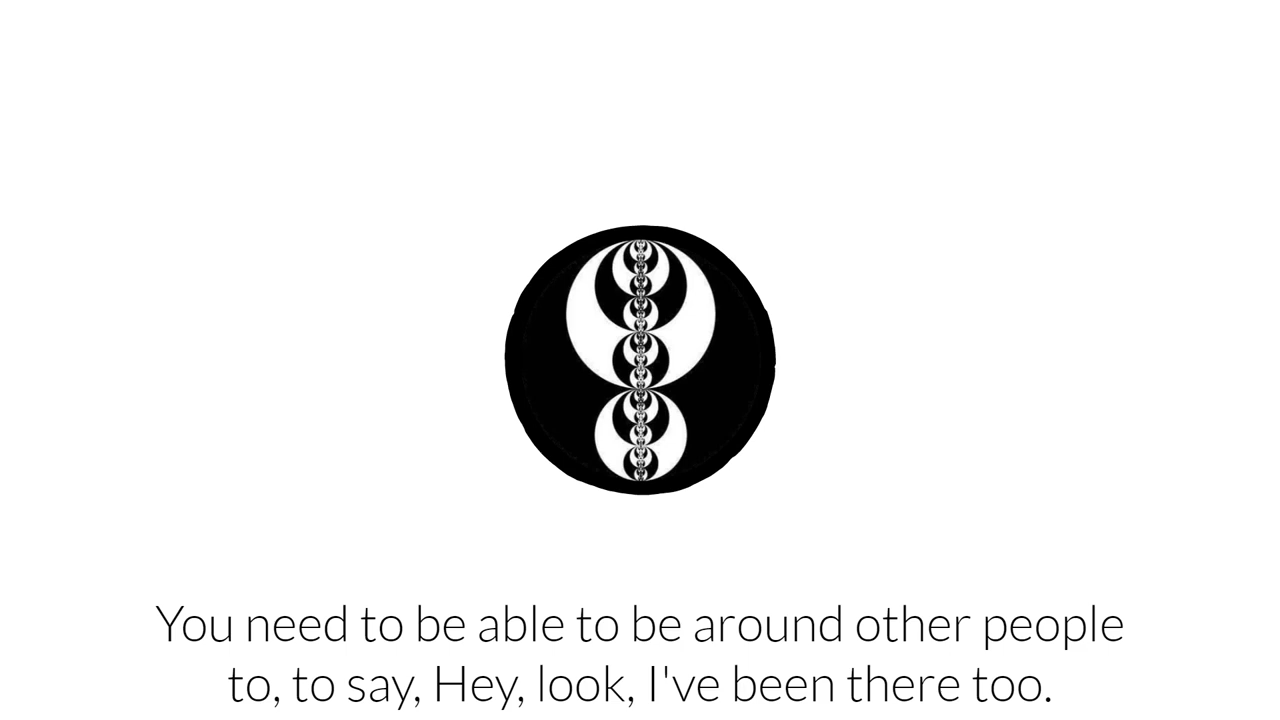 You need to be able to be around other people
to, to say, Hey, look, I've been there too.